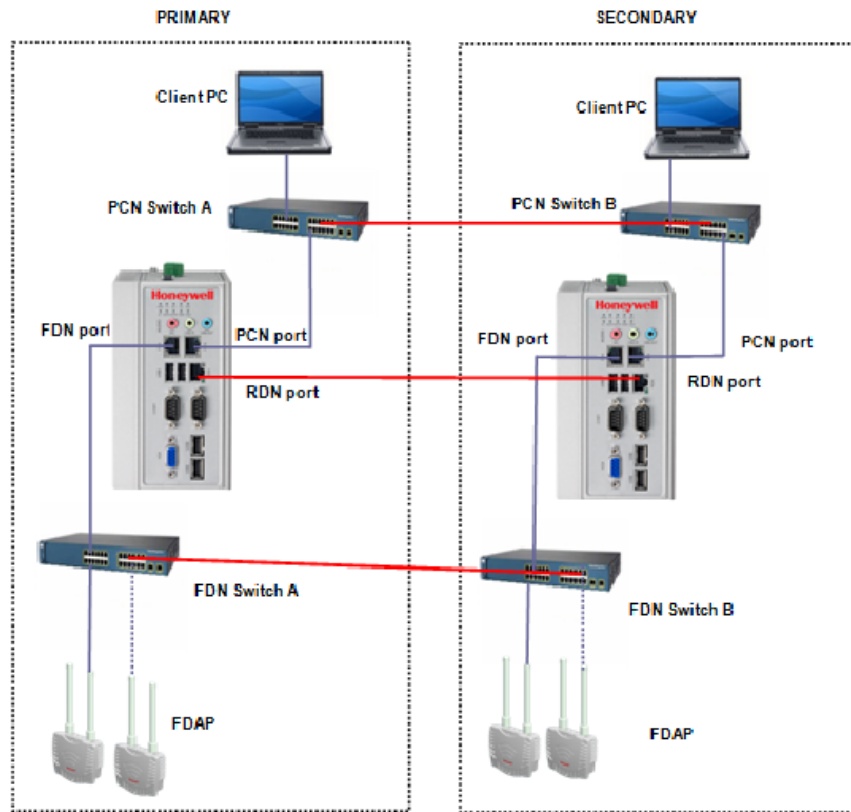 PRIMARY
SECONDARY
Client PC
Client PC
PCN Switch A
PCN Switch B
Honeywell
Honeywell
FDN port
PCN port
FDN port
PCN port
RDN port
RDN port
FDN Switch A
FDN Switch B
FDAP
FDAP